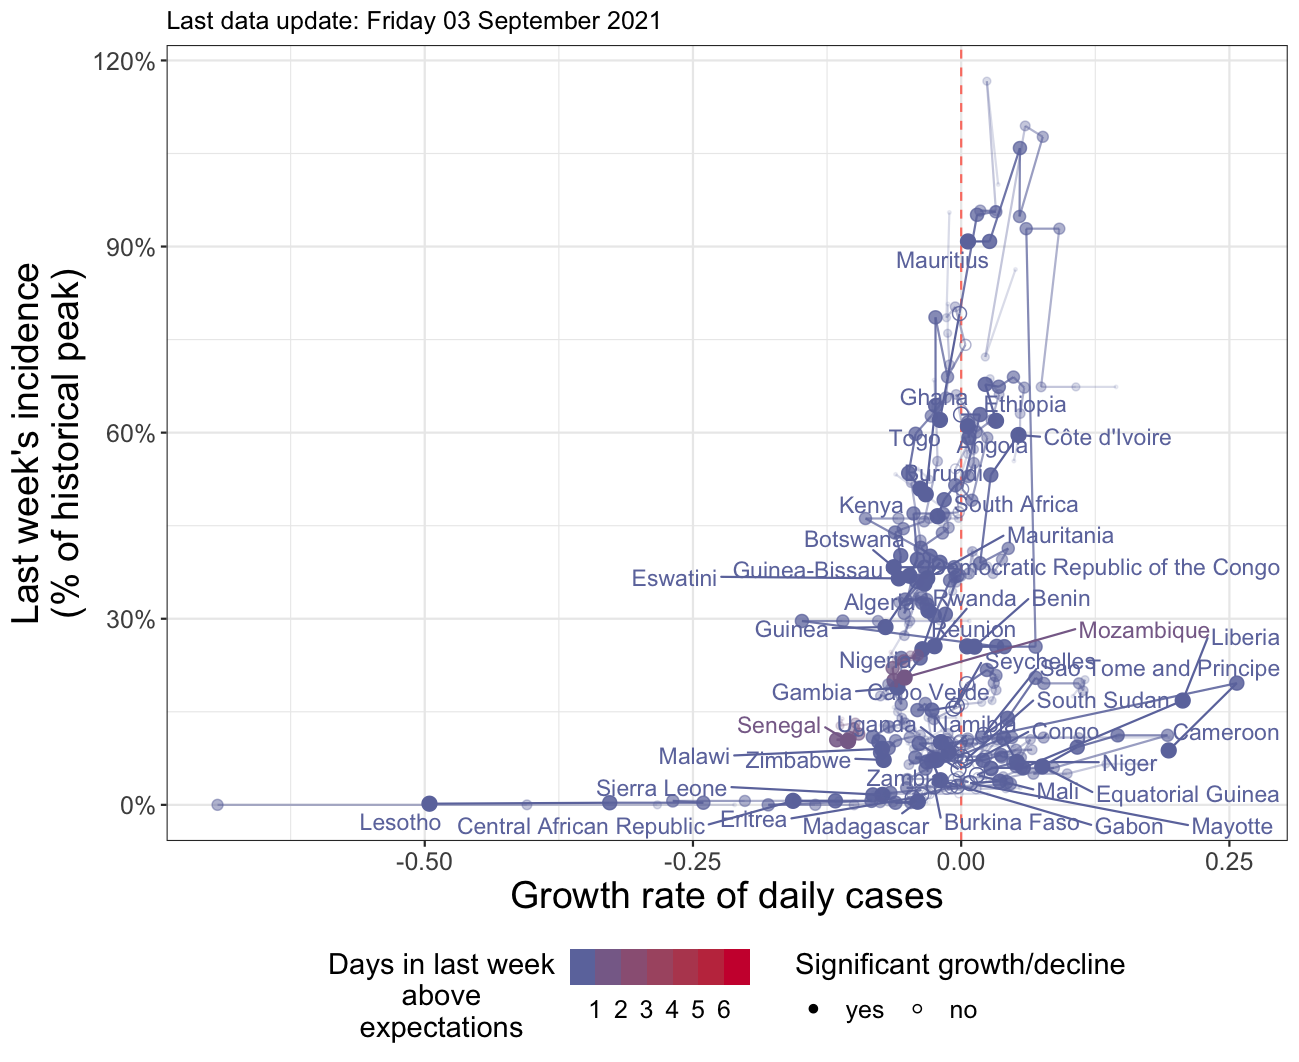 Last data update: Friday 03 September 2021
Last week's incidence
(% of historical peak)
120%
90%
60%
30%
0%
Mauritius
Ghana
Ethiopia
Togo
Côte d'Ivoire
Angola
Burundi
Kenya
South Africa
Botswana
Mauritania
Guinea-Bissau
Democratic Republic of the Congo
Eswatini
Algeria
Rwanda
Benin
Guinea
Réunion
Mozambique
Liberia
Nigeria
Seychelles
Sao Tome and Principe
Gambia
Cabo Verde
South Sudan
Senegal
Uganda
Namibia
Congo
Cameroon
Malawi
Zimbabwe
Niger
Zambia
Sierra Leone
Mali
Equatorial Guinea
Lesotho
Central African Republic
Eritrea
Madagascar
Burkina Faso
Gabon
Mayotte
-0.50
-0.25
0.00
0.25
Growth rate of daily cases
Days in last week
above
expectations
1 2 3 4 5 6
Significant growth/decline
yes
no